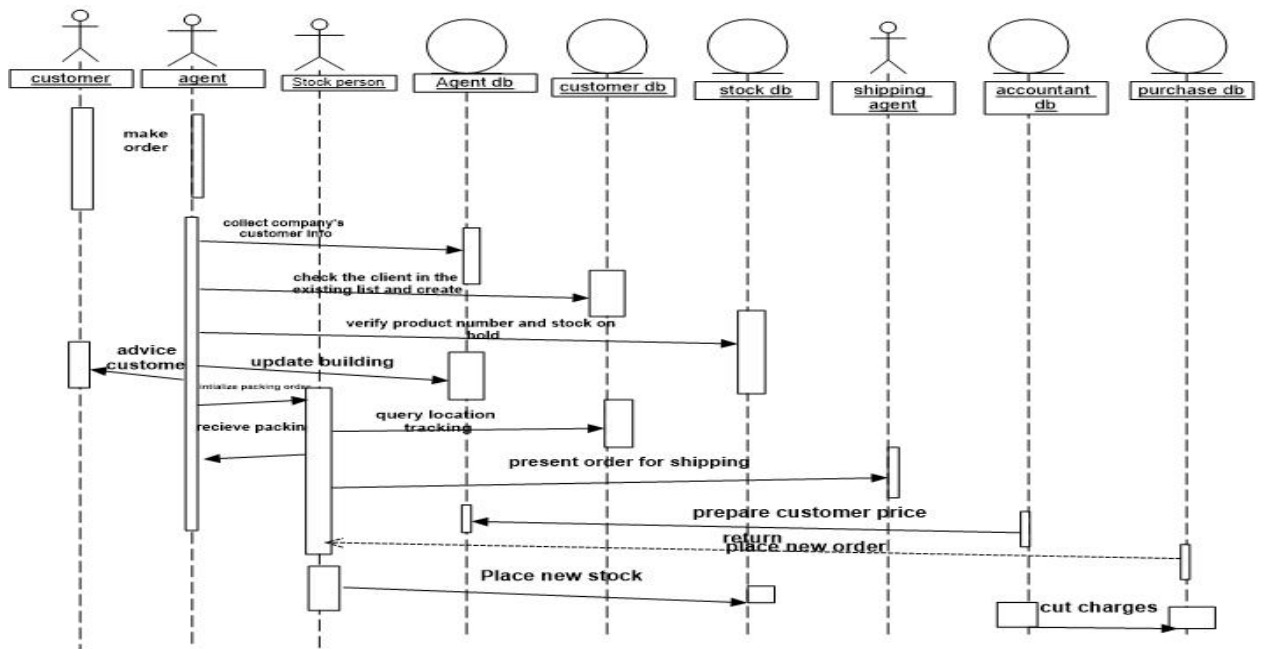 customer
agent
Stock person
Agent db
customer db
stock db
shipping
agent
accountant
db
purchase db
make
order
collect company's
customer info
check the client in the
existing list and create
verify product number and stock on
hold
advice
custome
update building
intialize packing order
query location
tracking
recieve packin
present order for shipping
prepare customer price
return
place new order
Place new stock
cut charges